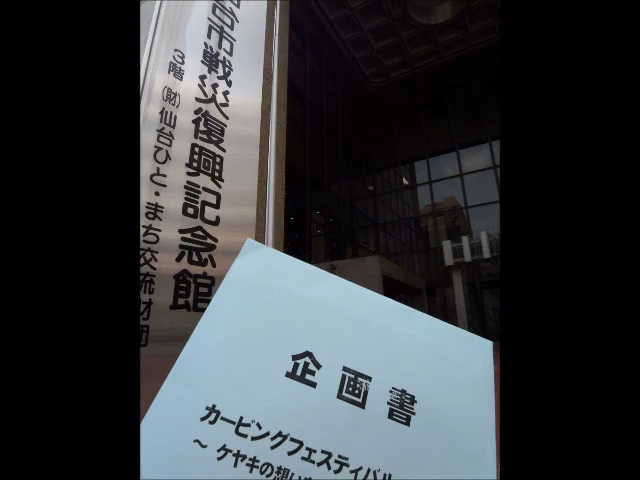 台市戦災復興記念館
3階 (財)仙台ひと・まち交流財団
企画書
カービングフェスティバル
～ ケヤキの想い